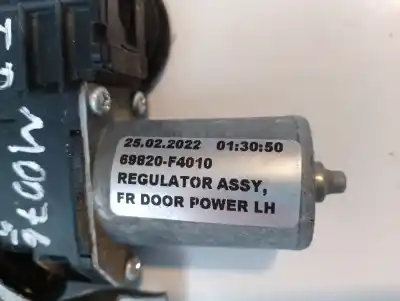 25.02.2022 01:30:50
69820-F4010
REGULATOR ASSY,
FR DOOR POWER LH